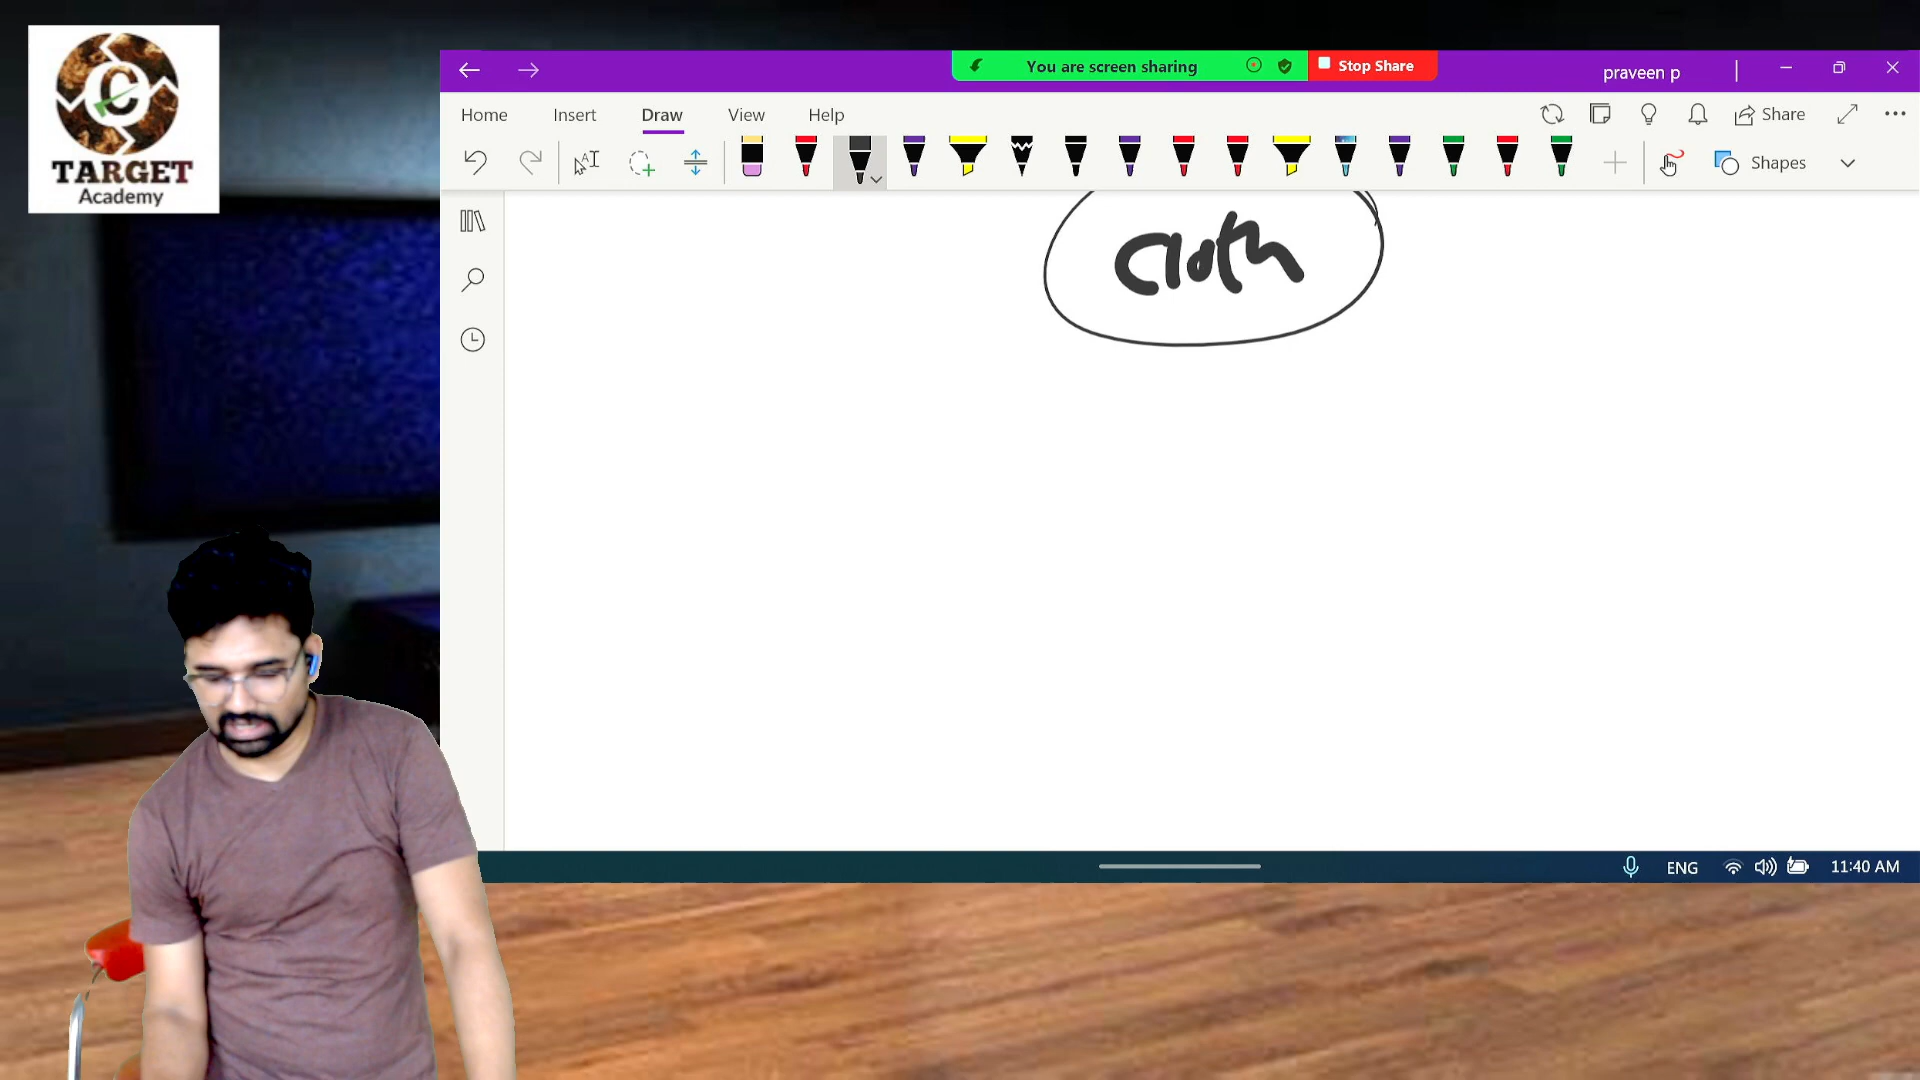 C
TARGET
Academy
You are screen sharing
Stop Share
praveen p
Home Insert Draw View Help
Share
Shapes
cloth
ENG
11:40 AM